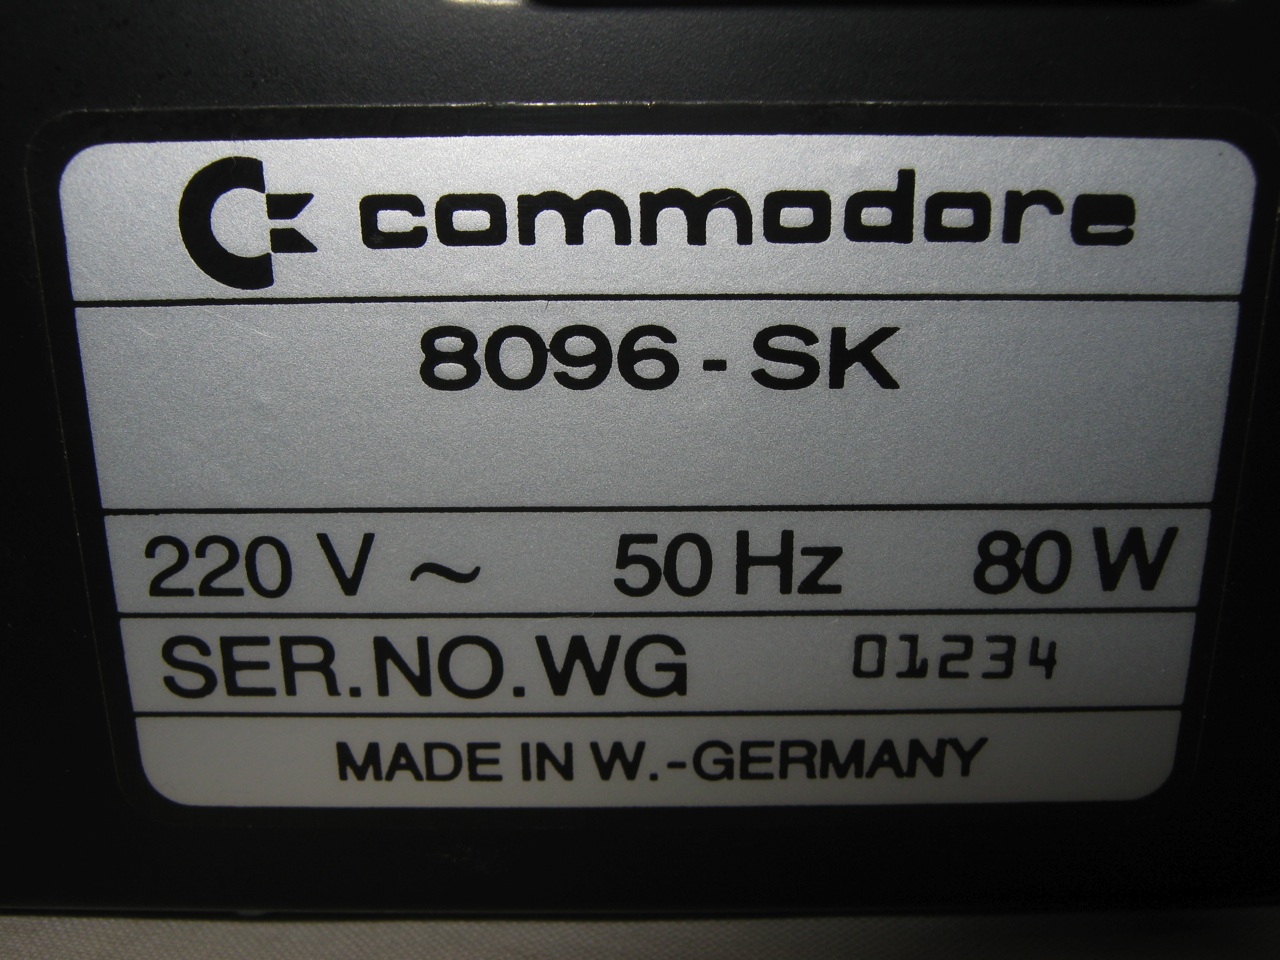 commodore
8096-SK
220 V ~ 50 Hz 80 W
SER.NO.WG 01234
MADE IN W.-GERMANY